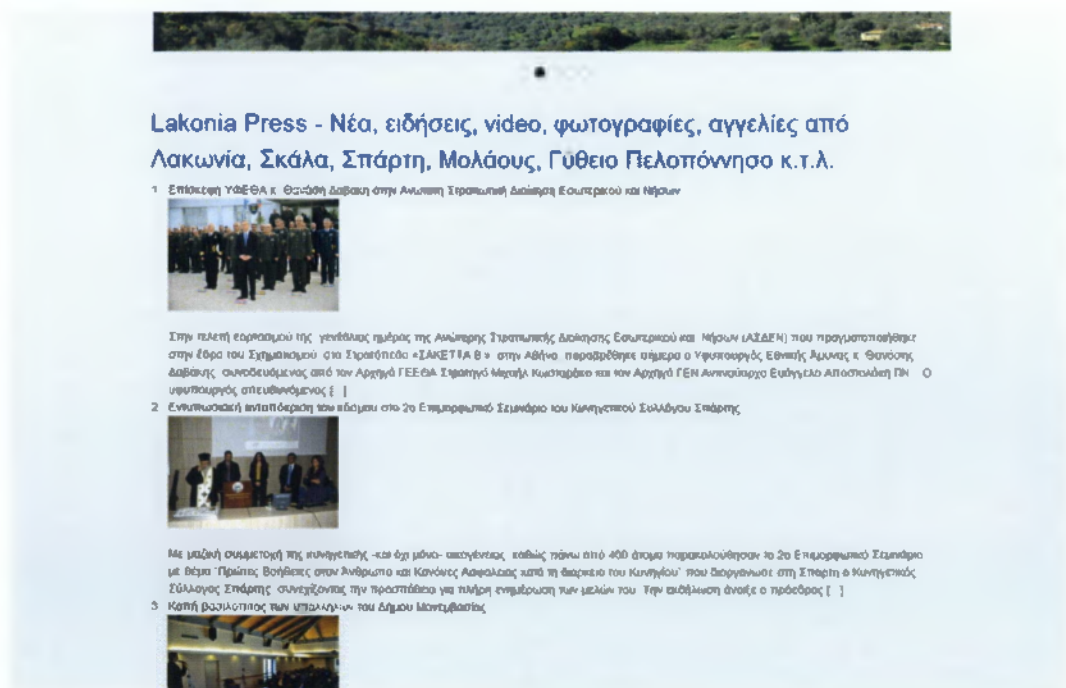 Lakonia Press - Νέα, ειδήσεις, video, φωτογραφίες, αγγελίες από
Λακωνία, Σκάλα, Σπάρτη, Μολάους, Γύθειο Πελοπόννησο κ.τ.λ.
1 Επίσκεψη ΥΦΕΘΑ κ Θανάση Δαβάκη στην Ανώτατη Στρατιωτική Διοίκηση Εσωτερικού και Νήσων
Στην τελετή εορτασμού της γενέθλιας ημέρας της Ανώτερης Στρατιωτικής Διοίκησης Εσωτερικού και Νήσων (ΑΣΔΕΝ) που πραγματοποιήθηκε
στην έδρα του Σχηματισμού στο Στρατόπεδο «ΣΑΚΕΤΤΑ Β » στην Αθήνα παραβρέθηκε σήμερα ο Υφυπουργός Εθνικής Άμυνας κ Θανάσης
Δαβάκης συνοδευόμενος από τον Αρχηγό ΓΕΕΘΑ Στρατηγό Μιχαήλ Κωσταράκο και τον Αρχηγό ΓΕΝ Αντιναύαρχο Ευάγγελο Αποστολάκη ΠΝ Ο
υφυπουργός απευθυνόμενος [ ]
2 Εντυπωσιακή ανταπόκριση του κόσμου στο 2ο Επιμορφωτικό Σεμινάριο του Κυνηγετικού Συλλόγου Σπάρτης
Με μαζική συμμετοχή της κυνηγετικής -και όχι μόνο- οικογένειας καθώς πάνω από 400 άτομα παρακολούθησαν το 2ο Επιμορφωτικό Σεμινάριο
με θέμα "Πρώτες Βοήθειες στον Άνθρωπο και Κανόνες Ασφαλείας κατά τη διάρκεια του Κυνηγίου" που διοργάνωσε στη Σπάρτη ο Κυνηγετικός
Σύλλογος Σπάρτης συνεχίζοντας την προσπάθεια για πλήρη ενημέρωση των μελών του Την εκδήλωση άνοιξε ο πρόεδρος [ ]
3 Κοπή βασιλόπιτας των υπαλλήλων του Δήμου Μονεμβασίας